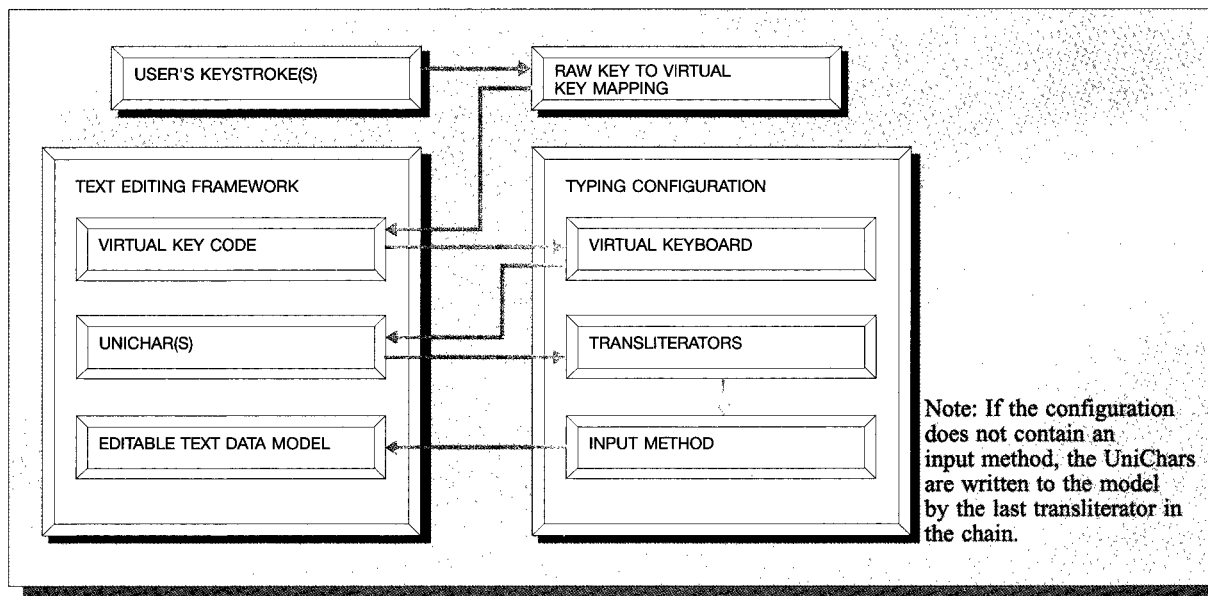 USER'S KEYSTROKE(S)
RAW KEY TO VIRTUAL
KEY MAPPING
TEXT EDITING FRAMEWORK
VIRTUAL KEY CODE
UNICHAR(S)
EDITABLE TEXT DATA MODEL
TYPING CONFIGURATION
VIRTUAL KEYBOARD
TRANSLITERATORS
INPUT METHOD
Note: If the configuration
does not contain an
input method, the UniChars
are written to the model
by the last transliterator in
the chain.